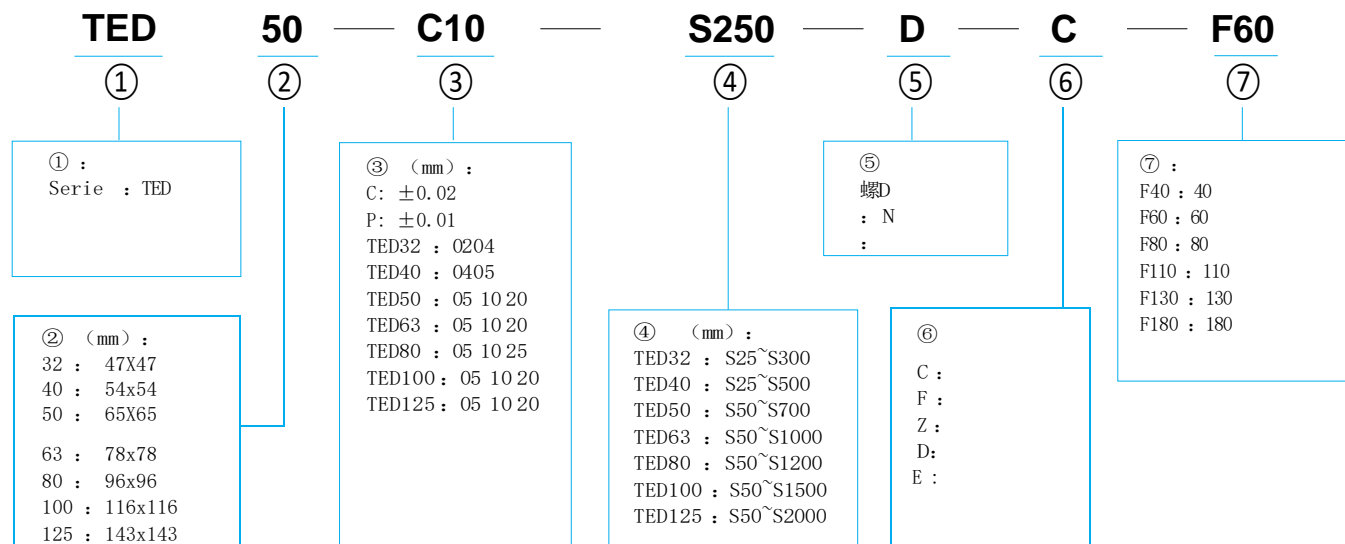 TED 50 — C10 — S250 — D — C — F60
① ② ③ ④ ⑤ ⑥ ⑦
① :
Serie : TED
② (mm) :
32 : 47X47
40 : 54x54
50 : 65X65
63 : 78x78
80 : 96x96
100 : 116x116
125 : 143x143
③ (mm) :
C: ±0.02
P: ±0.01
TED32 : 0204
TED40 : 0405
TED50 : 05 10 20
TED63 : 05 10 20
TED80 : 05 10 25
TED100 : 05 10 20
TED125 : 05 10 20
④ (mm) :
TED32 : S25~S300
TED40 : S25~S500
TED50 : S50~S700
TED63 : S50~S1000
TED80 : S50~S1200
TED100 : S50~S1500
TED125 : S50~S2000
⑤
螺D
: N
:
⑥
C :
F :
Z :
D:
E :
⑦ :
F40 : 40
F60 : 60
F80 : 80
F110 : 110
F130 : 130
F180 : 180